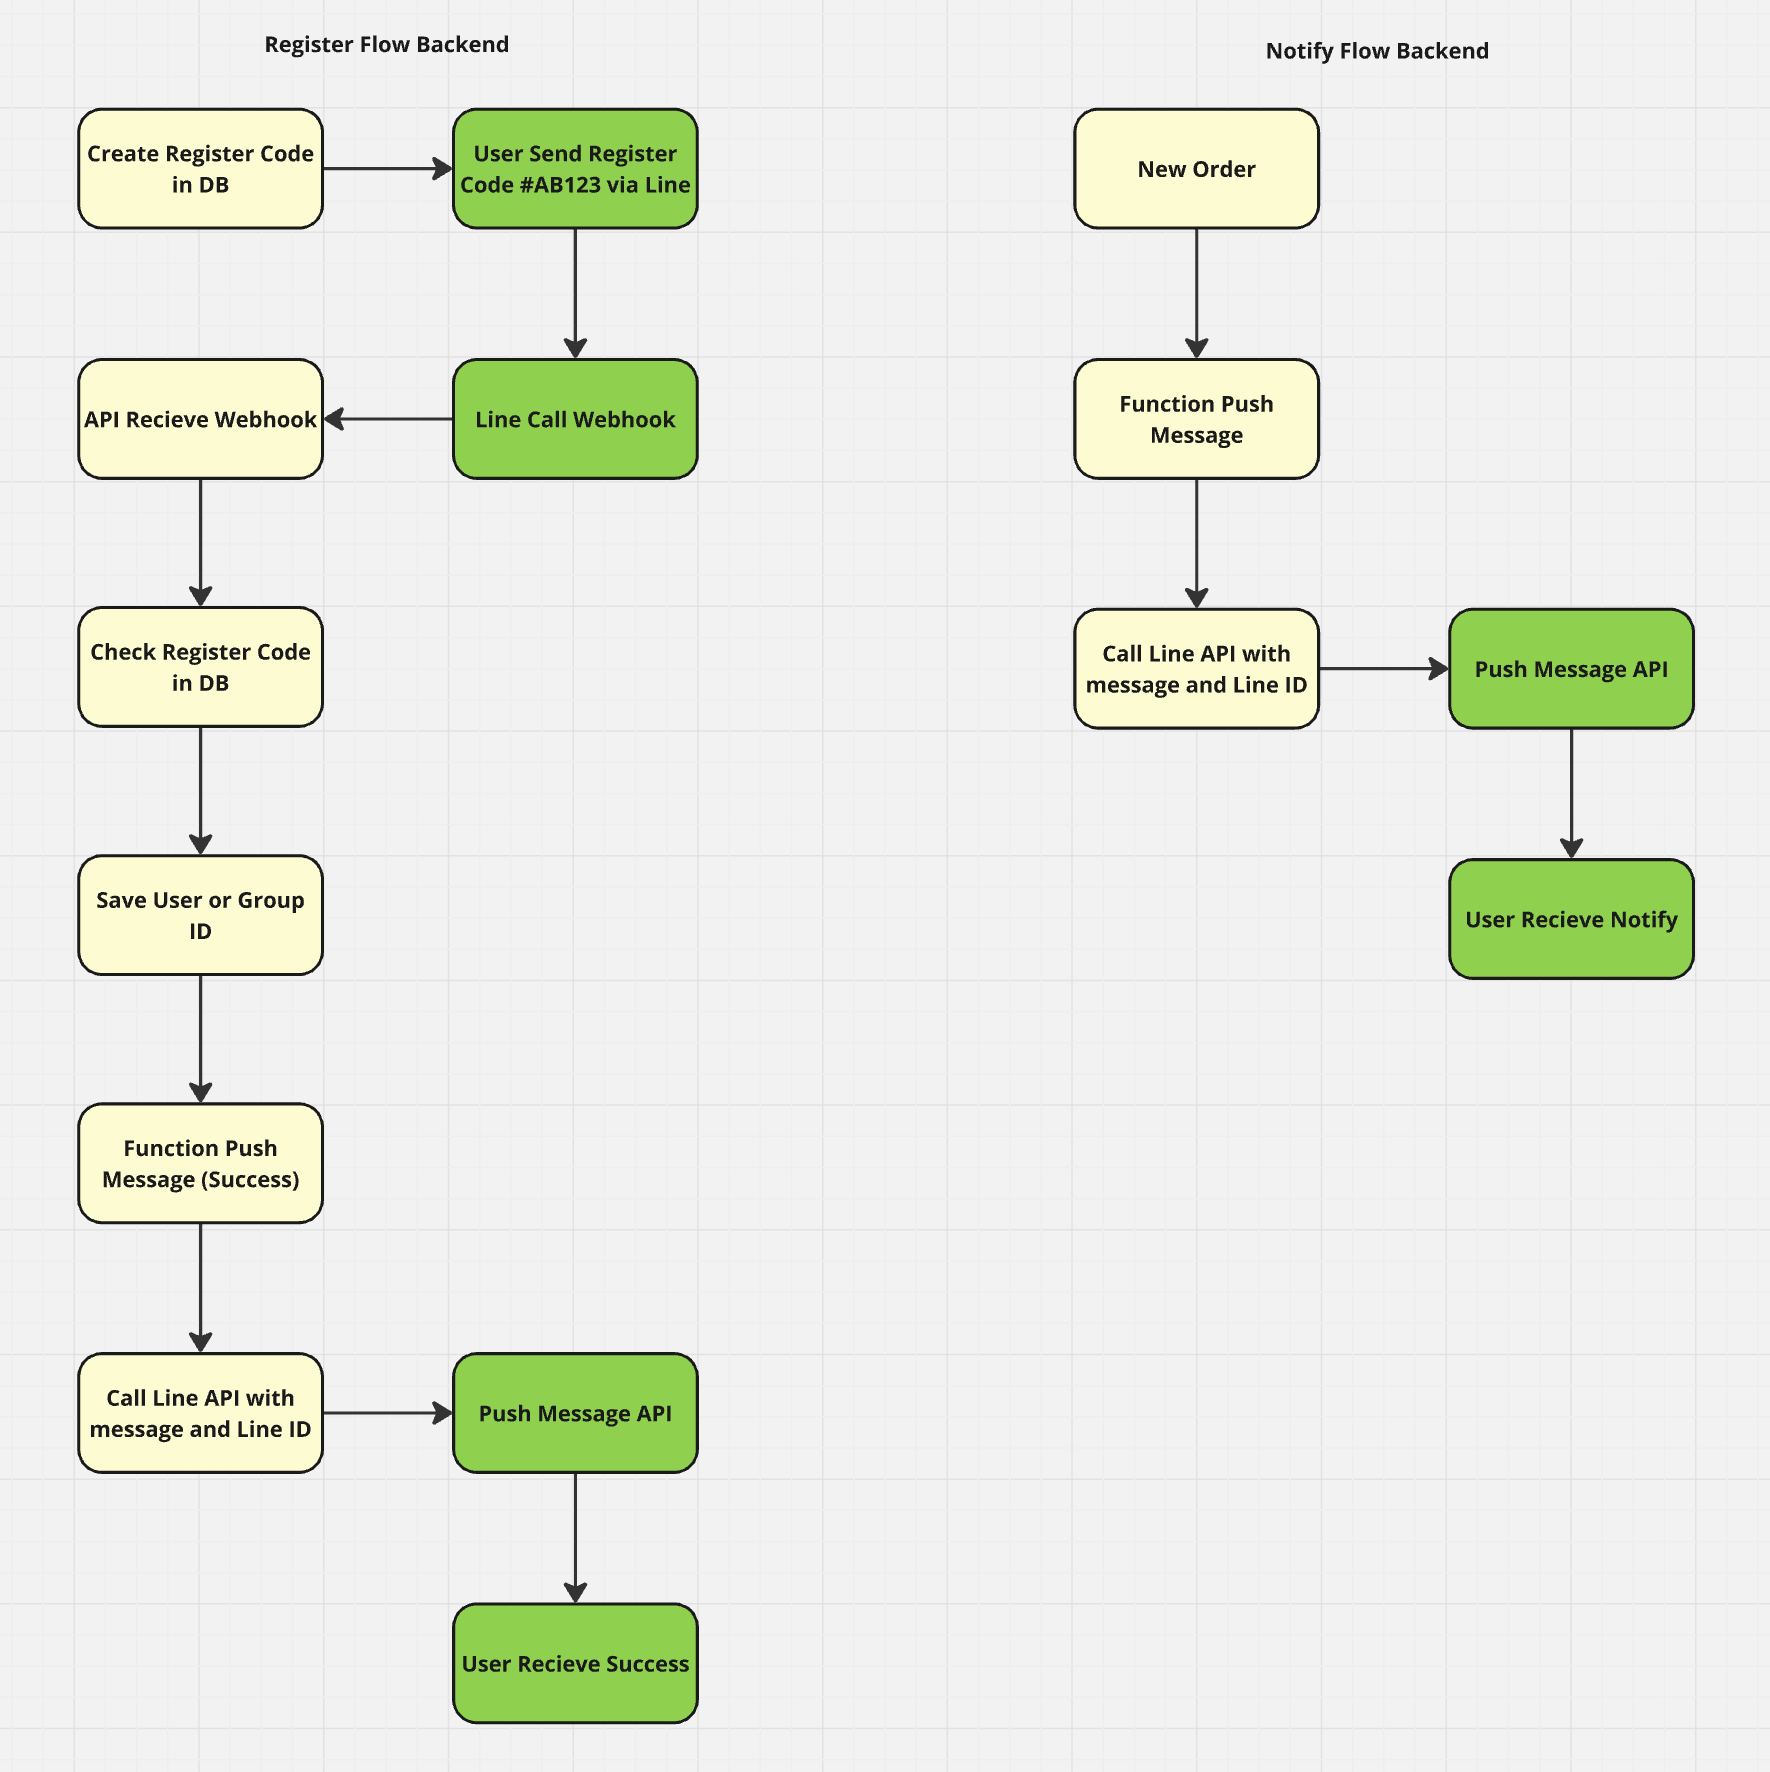 Register Flow Backend
Create Register Code
in DB
User Send Register
Code #AB123 via Line
API Recieve Webhook
Line Call Webhook
Check Register Code
in DB
Save User or Group
ID
Function Push
Message (Success)
Call Line API with
message and Line ID
Push Message API
User Recieve Success
Notify Flow Backend
New Order
Function Push
Message
Call Line API with
message and Line ID
Push Message API
User Recieve Notify